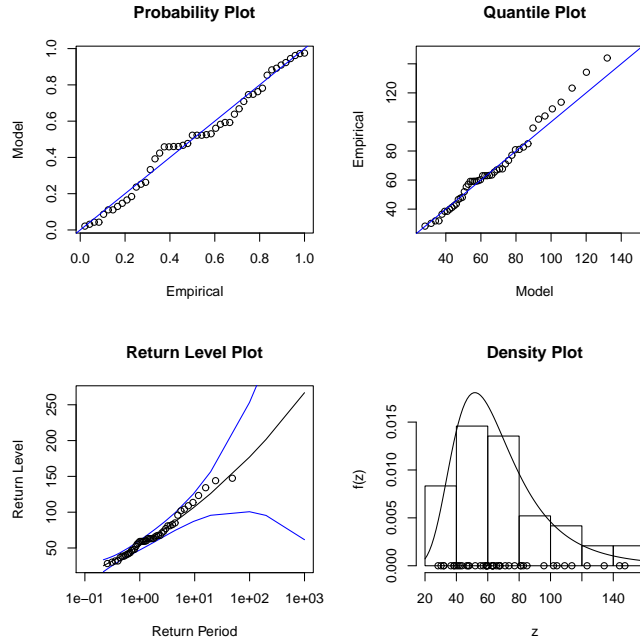 Probability Plot
Model
0.0 0.2 0.4 0.6 0.8 1.0
0.0 0.2 0.4 0.6 0.8 1.0
Empirical
Quantile Plot
Empirical
40 60 80 120
40 60 80 100 120 140
Model
Return Level Plot
Return Level
50 100 150 200 250
1e−01 1e+00 1e+01 1e+02 1e+03
Return Period
Density Plot
f(z)
0.000 0.005 0.010 0.015
20 40 60 80 100 120 140
z